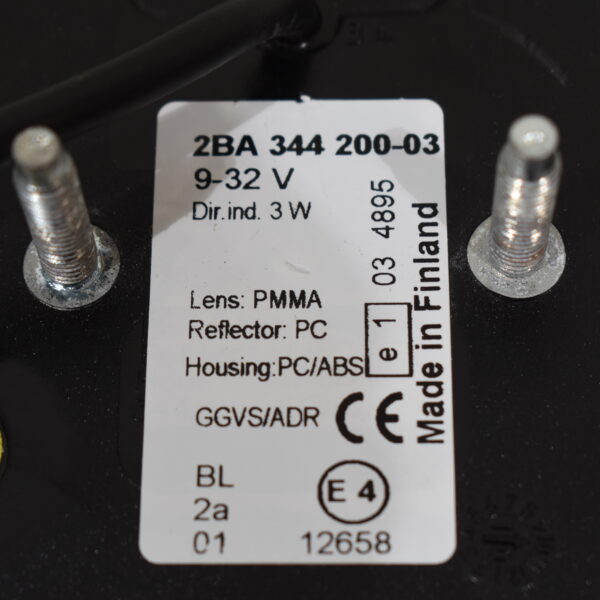 2BA 344 200-03
9-32 V
Dir.ind. 3 W
Lens: PMMA
Reflector: PC
Housing:PC/ABS
GGVS/ADR
CE
BL
2a
01
E 4
12658
e 1
03 4895
Made in Finland